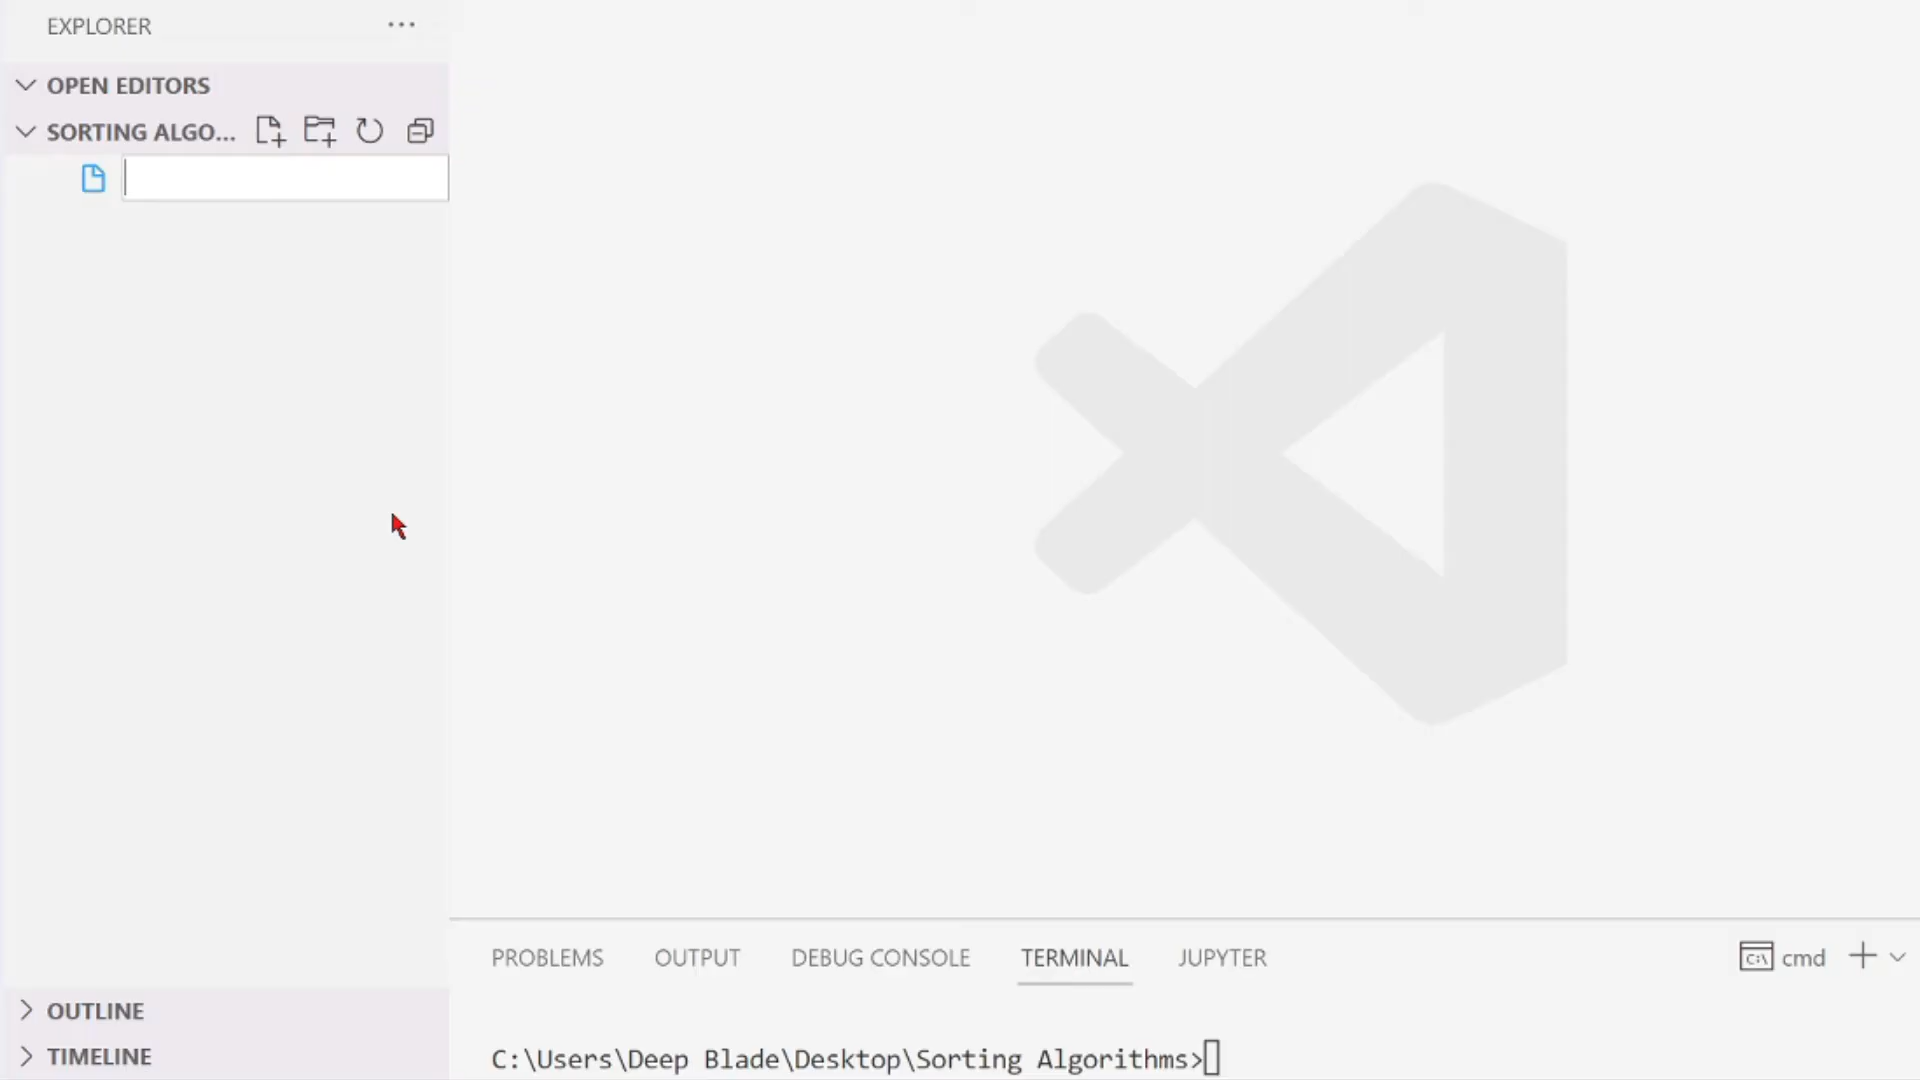 EXPLORER
OPEN EDITORS
SORTING ALGO...
OUTLINE
TIMELINE
PROBLEMS OUTPUT DEBUG CONSOLE TERMINAL JUPYTER cmd
C:\Users\Deep Blade\Desktop\Sorting Algorithms>